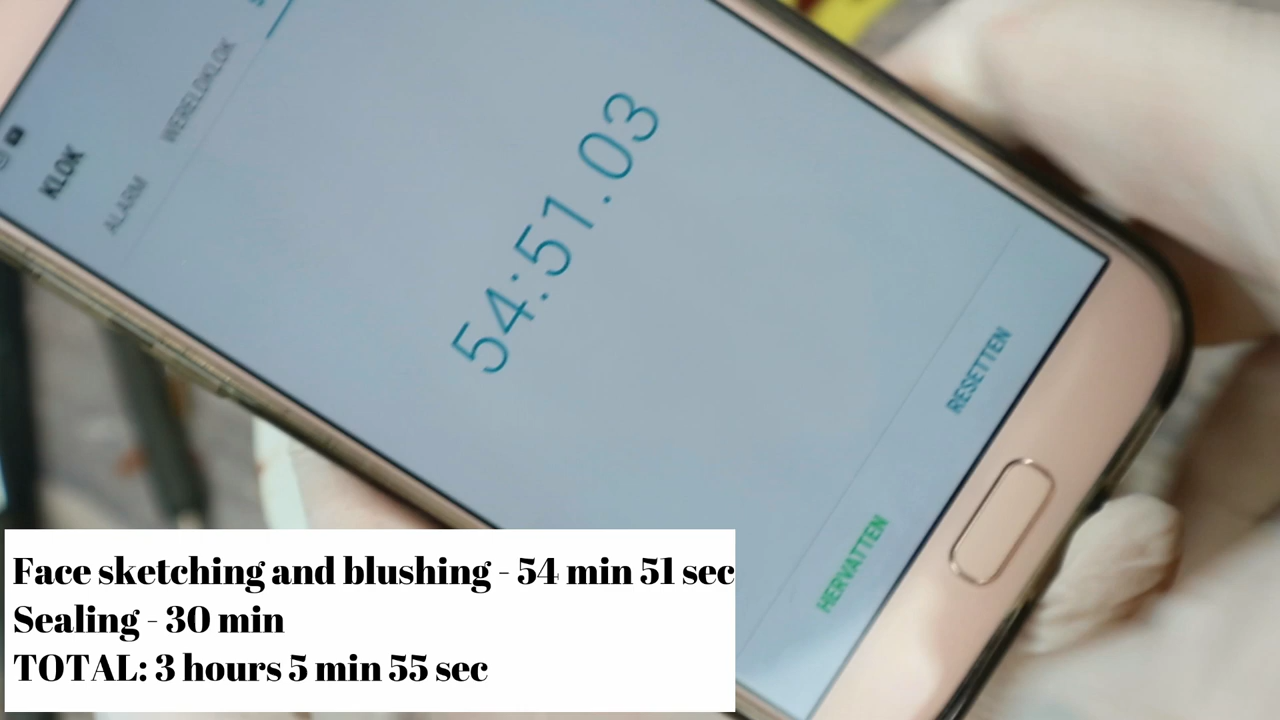 KLOK
ALARM
WERELDKLOK
54:51.03
HERVATTEN
RESETTEN
Face sketching and blushing - 54 min 51 sec
Sealing - 30 min
TOTAL: 3 hours 5 min 55 sec